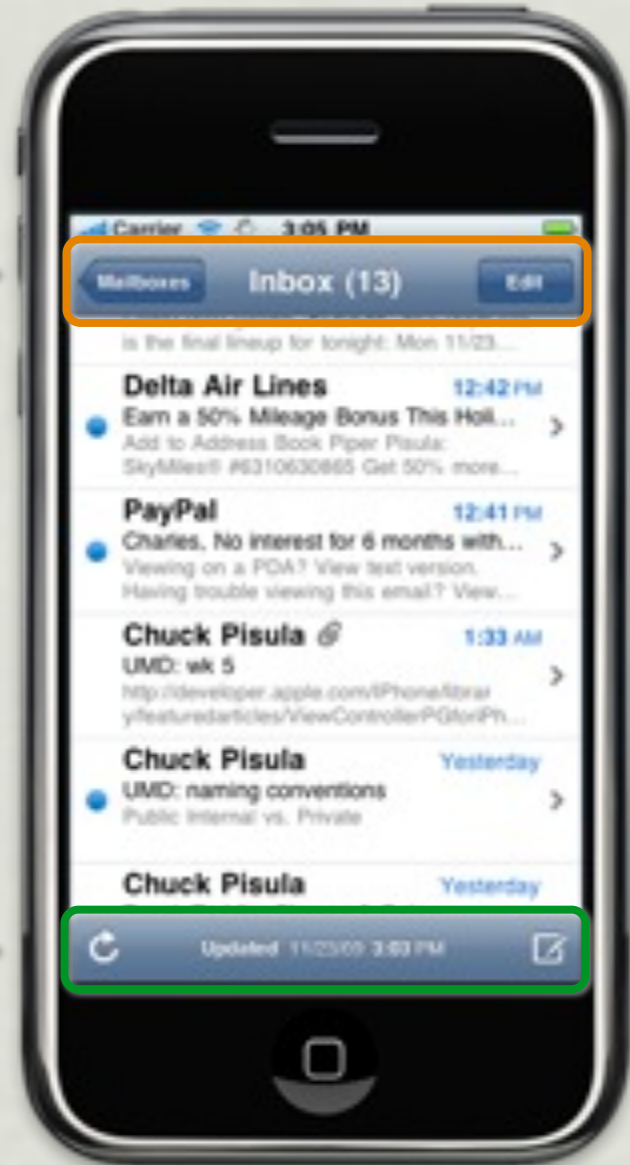 Carrier 3:05 PM
Mailboxes Inbox (13) Edit
is the final lineup for tonight: Mon 11/23...
Delta Air Lines 12:42 PM
Earn a 50% Mileage Bonus This Holi...
Add to Address Book Piper Pisula:
SkyMiles® #6310630865 Get 50% more...
PayPal 12:41 PM
Charles, No interest for 6 months with...
Viewing on a PDA? View text version.
Having trouble viewing this email? View...
Chuck Pisula 1:33 AM
UMD: wk 5
http://developer.apple.com/iPhone/librar
y/featuredarticles/ViewControllerPGforiPh...
Chuck Pisula Yesterday
UMD: naming conventions
Public Internal vs. Private
Chuck Pisula Yesterday
Updated 11/23/09 3:03 PM